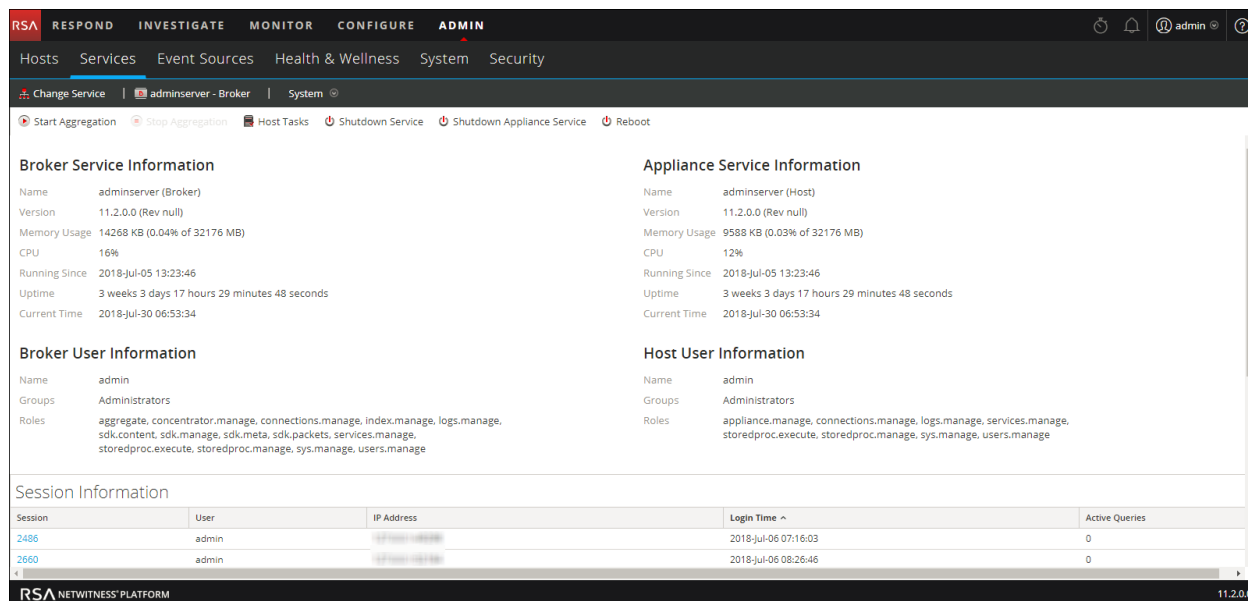 RSA RESPOND INVESTIGATE MONITOR CONFIGURE ADMIN admin ?
Hosts Services Event Sources Health & Wellness System Security
Change Service | adminserver - Broker | System
Start Aggregation Stop Aggregation Host Tasks Shutdown Service Shutdown Appliance Service Reboot
Broker Service Information
Name adminserver (Broker)
Version 11.2.0.0 (Rev null)
Memory Usage 14268 KB (0.04% of 32176 MB)
CPU 16%
Running Since 2018-Jul-05 13:23:46
Uptime 3 weeks 3 days 17 hours 29 minutes 48 seconds
Current Time 2018-Jul-30 06:53:34
Appliance Service Information
Name adminserver (Host)
Version 11.2.0.0 (Rev null)
Memory Usage 9588 KB (0.03% of 32176 MB)
CPU 12%
Running Since 2018-Jul-05 13:23:46
Uptime 3 weeks 3 days 17 hours 29 minutes 48 seconds
Current Time 2018-Jul-30 06:53:34
Broker User Information
Name admin
Groups Administrators
Roles aggregate, concentrator.manage, connections.manage, index.manage, logs.manage,
sdk.content, sdk.manage, sdk.meta, sdk.packets, services.manage,
storedproc.execute, storedproc.manage, sys.manage, users.manage
Host User Information
Name admin
Groups Administrators
Roles appliance.manage, connections.manage, logs.manage, services.manage,
storedproc.execute, storedproc.manage, sys.manage, users.manage
Session Information
Session User IP Address Login Time Active Queries
2486 admin 2018-Jul-06 07:16:03 0
2660 admin 2018-Jul-06 08:26:46 0
RSA NETWITNESS® PLATFORM 11.2.0.